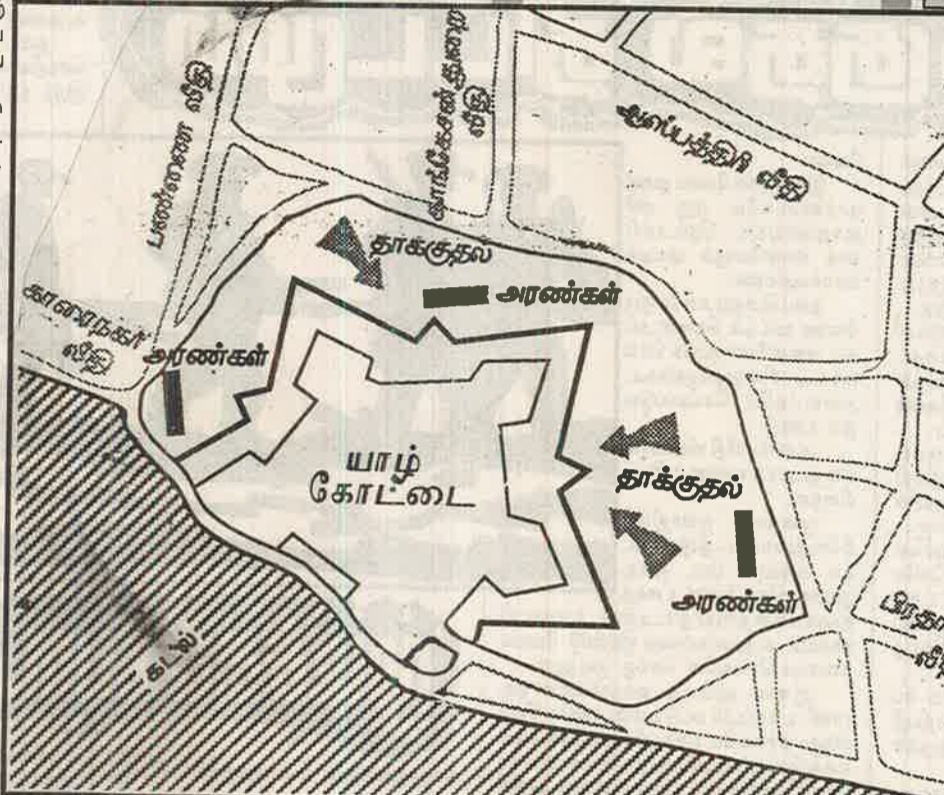 பண்ணை வீதி
காங்கேசன்துறை
வீதி
ஆஸ்பத்திரி வீதி
தாக்குதல்
அரண்கள்
காரைநகர்
வீதி
அரண்கள்
யாழ்
கோட்டை
தாக்குதல்
அரண்கள்
கடல்